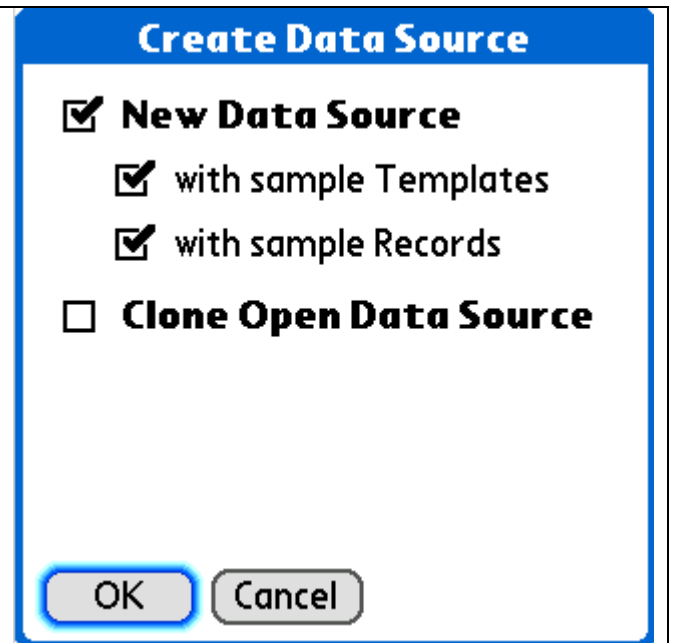 Create Data Source
New Data Source
with sample Templates
with sample Records
Clone Open Data Source
OK Cancel